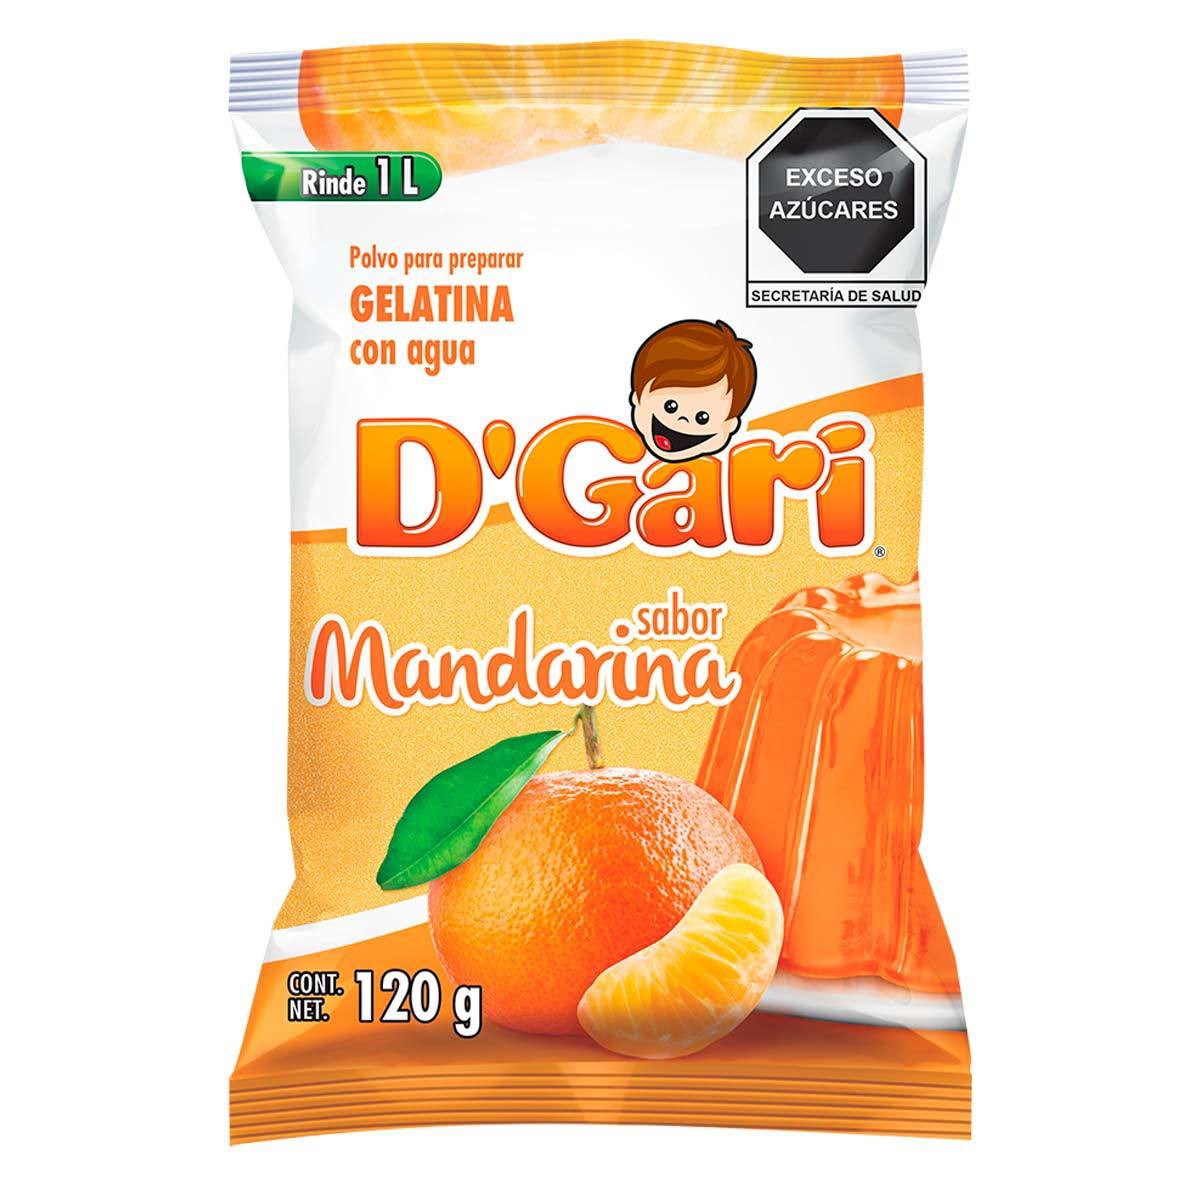 Rinde 1 L
EXCESO
AZÚCARES
SECRETARÍA DE SALUD
Polvo para preparar
GELATINA
con agua
D'Gari
®
sabor
Mandarina
CONT.
NET. 120 g